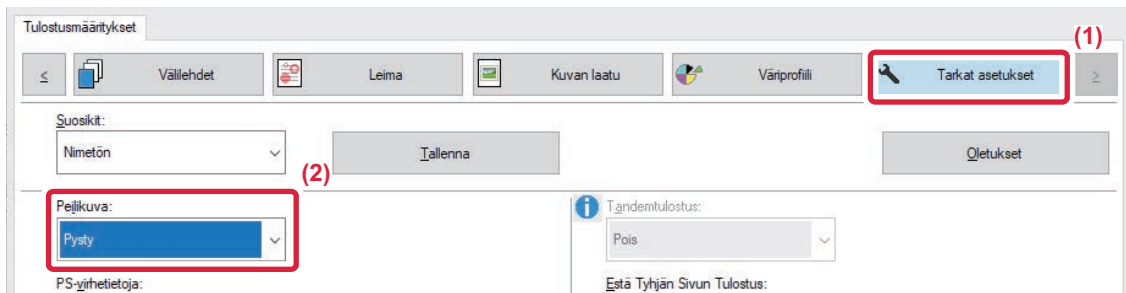 Tulostusmääritykset
(1)
<
Välilehdet
Leima
Kuvan laatu
Väriprofiili
Tarkat asetukset
>
Suosikit:
Nimetön
Tallenna
Oletukset
(2)
Peilikuva:
Pysty
Tandemtulostus:
Pois
PS-virhetietoja:
Estä Tyhjän Sivun Tulostus: